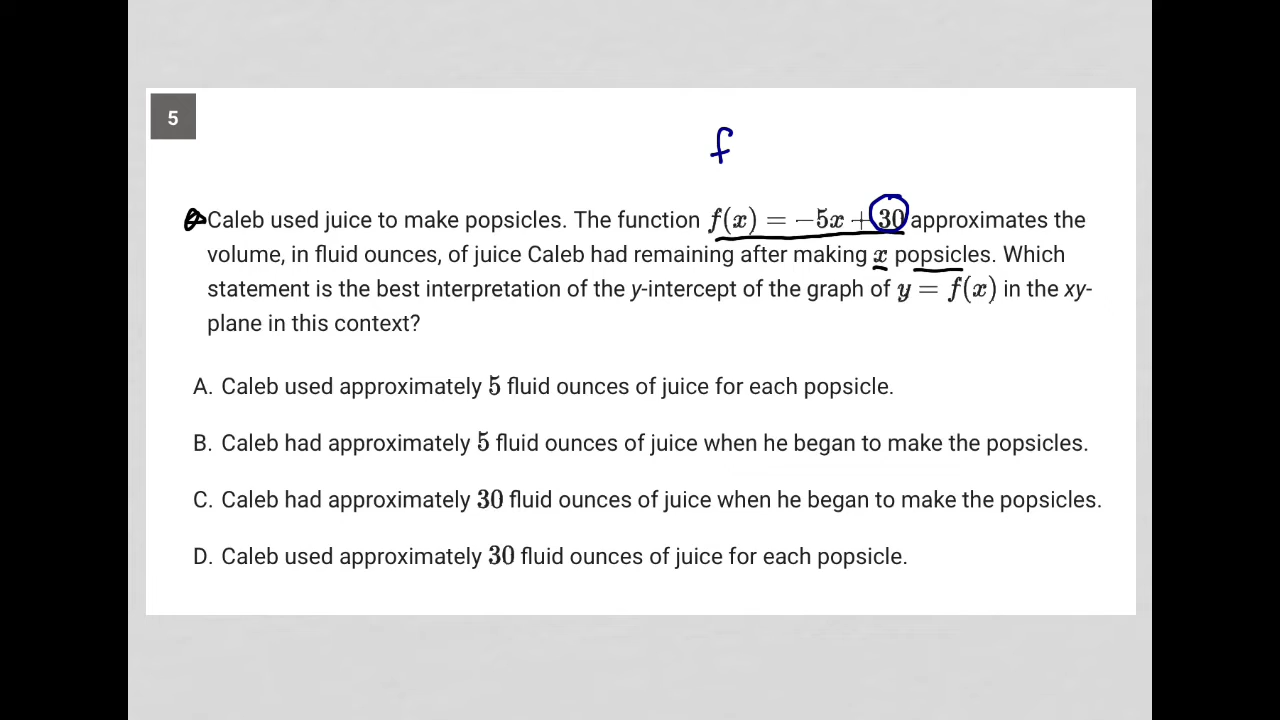 5
f
Caleb used juice to make popsicles. The function f(x) = −5x + 30 approximates the
volume, in fluid ounces, of juice Caleb had remaining after making x popsicles. Which
statement is the best interpretation of the y-intercept of the graph of y = f(x) in the xy-
plane in this context?
A. Caleb used approximately 5 fluid ounces of juice for each popsicle.
B. Caleb had approximately 5 fluid ounces of juice when he began to make the popsicles.
C. Caleb had approximately 30 fluid ounces of juice when he began to make the popsicles.
D. Caleb used approximately 30 fluid ounces of juice for each popsicle.